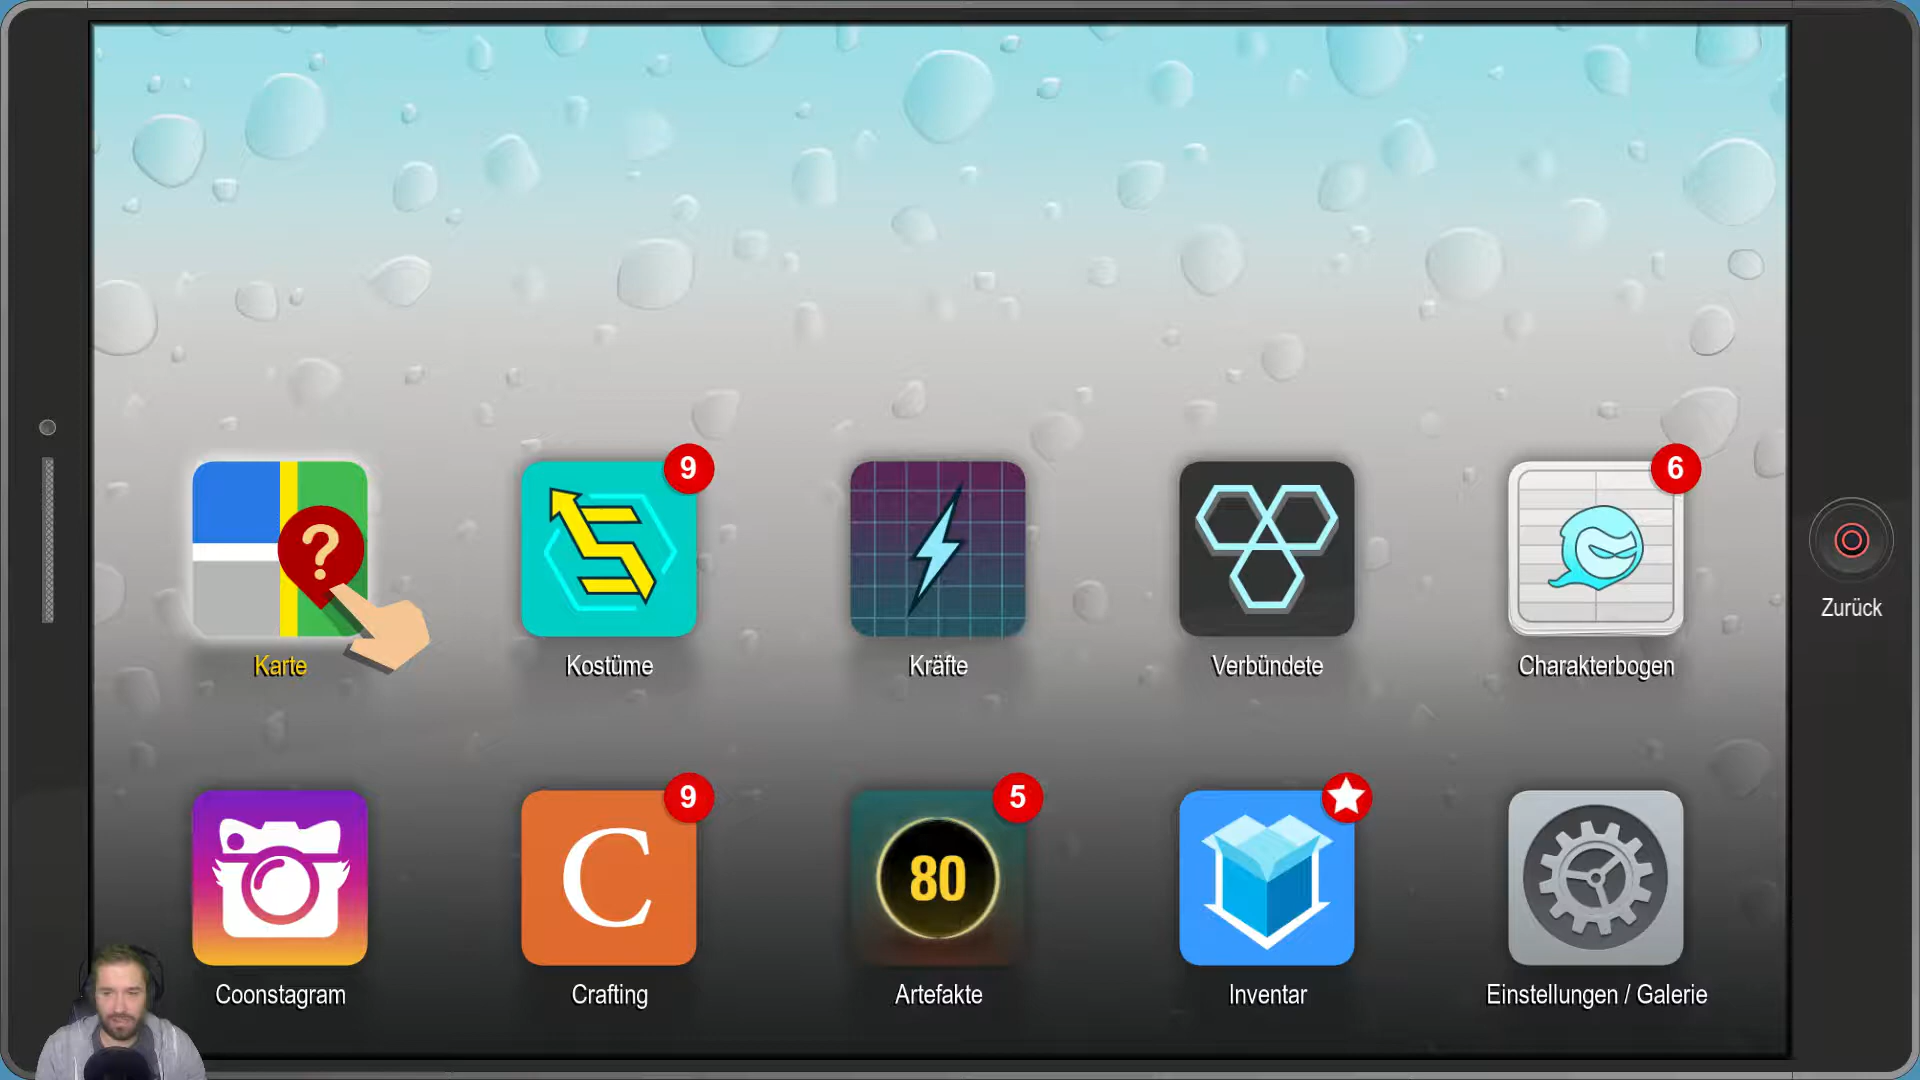 ?
9
6
Karte
Kostüme
Kräfte
Verbündete
Charakterbogen
Zurück
9
5
C
80
Coonstagram
Crafting
Artefakte
Inventar
Einstellungen / Galerie